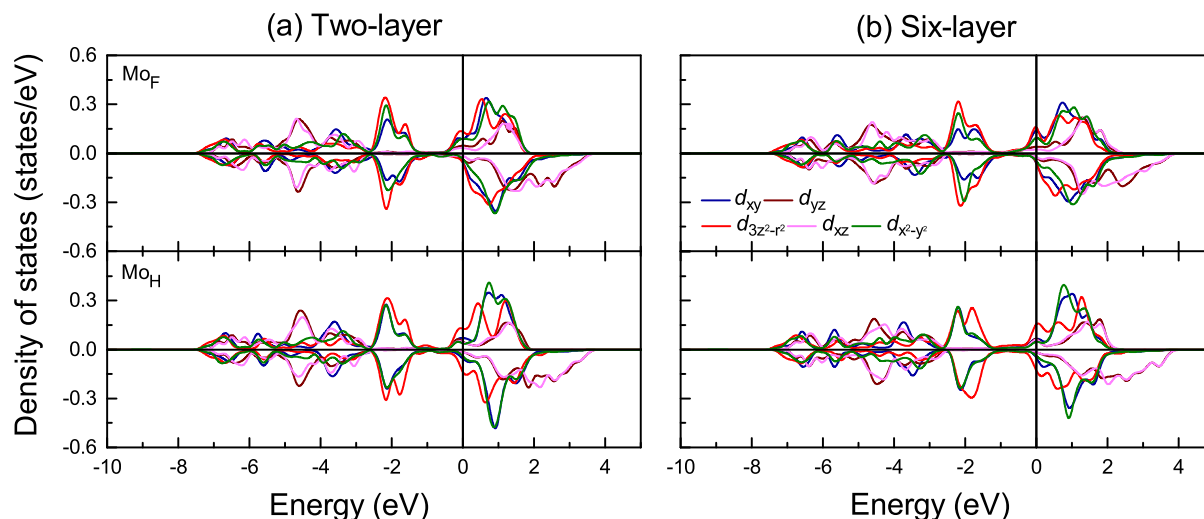 (a) Two-layer
(b) Six-layer
Density of states (states/eV)
0.6
0.3
0.0
-0.3
-0.6
0.3
0.0
-0.3
-0.6
Mo_F
Mo_H
d_xy d_yz
d_3z²-r² d_xz d_x²-y²
-10 -8 -6 -4 -2 0 2 4
-10 -8 -6 -4 -2 0 2 4
Energy (eV)
Energy (eV)